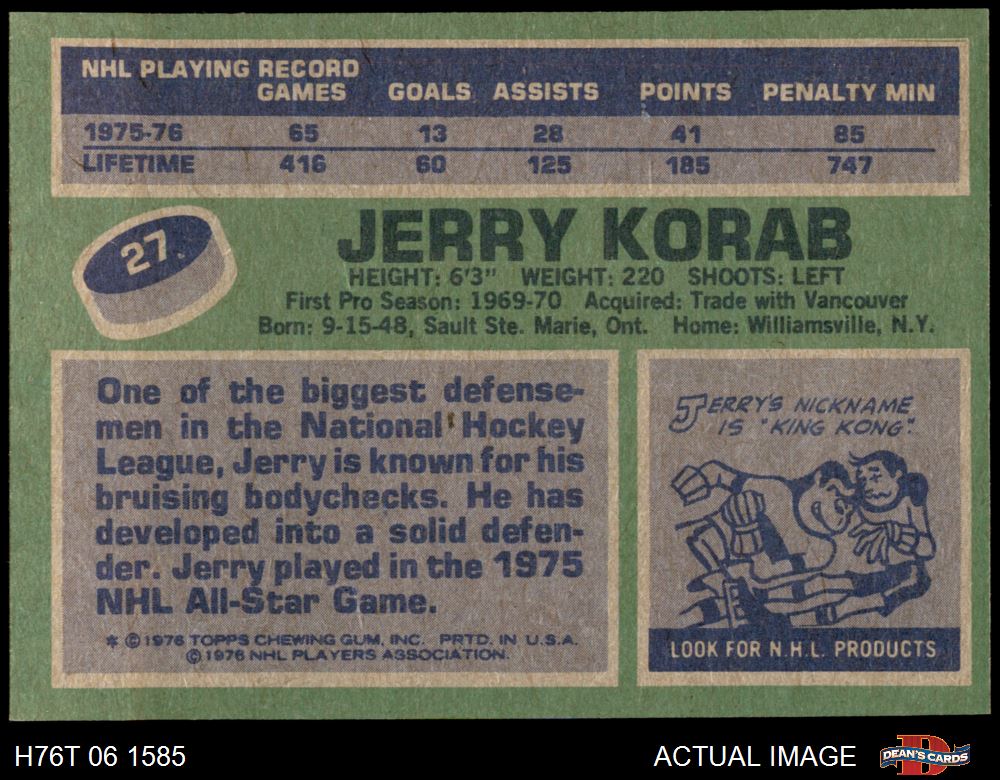 NHL PLAYING RECORD
GAMES GOALS ASSISTS POINTS PENALTY MIN
1975-76 65 13 28 41 85
LIFETIME 416 60 125 185 747
27.
JERRY KORAB
HEIGHT: 6'3" WEIGHT: 220 SHOOTS: LEFT
First Pro Season: 1969-70 Acquired: Trade with Vancouver
Born: 9-15-48, Sault Ste. Marie, Ont. Home: Williamsville, N.Y.
One of the biggest defense-
men in the National Hockey
League, Jerry is known for his
bruising bodychecks. He has
developed into a solid defen-
der. Jerry played in the 1975
NHL All-Star Game.
* © 1976 TOPPS CHEWING GUM, INC. PRTD. IN U.S.A.
© 1976 NHL PLAYERS ASSOCIATION.
JERRY'S NICKNAME
IS "KING KONG".
LOOK FOR N.H.L. PRODUCTS
H76T 06 1585
ACTUAL IMAGE
D
DEAN'S CARDS